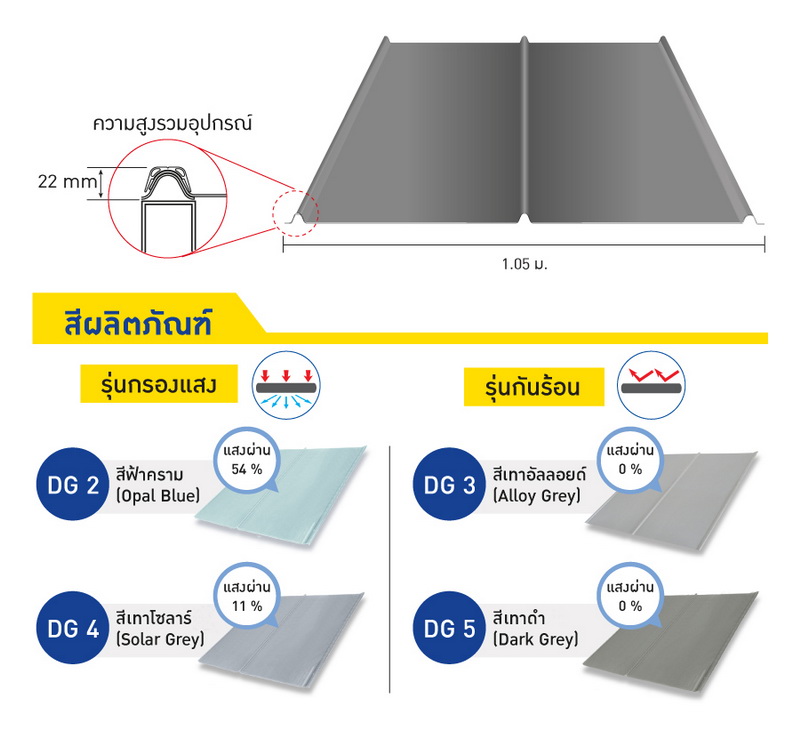 ความสูงรวมอุปกรณ์
22 mm
1.05 ม.
สีผลิตภัณฑ์
รุ่นกรองแสง
รุ่นกันร้อน
DG 2
สีฟ้าคราม
(Opal Blue)
แสงผ่าน
54 %
DG 3
สีเทาอัลลอยด์
(Alloy Grey)
แสงผ่าน
0 %
DG 4
สีเทาโซลาร์
(Solar Grey)
แสงผ่าน
11 %
DG 5
สีเทาดำ
(Dark Grey)
แสงผ่าน
0 %